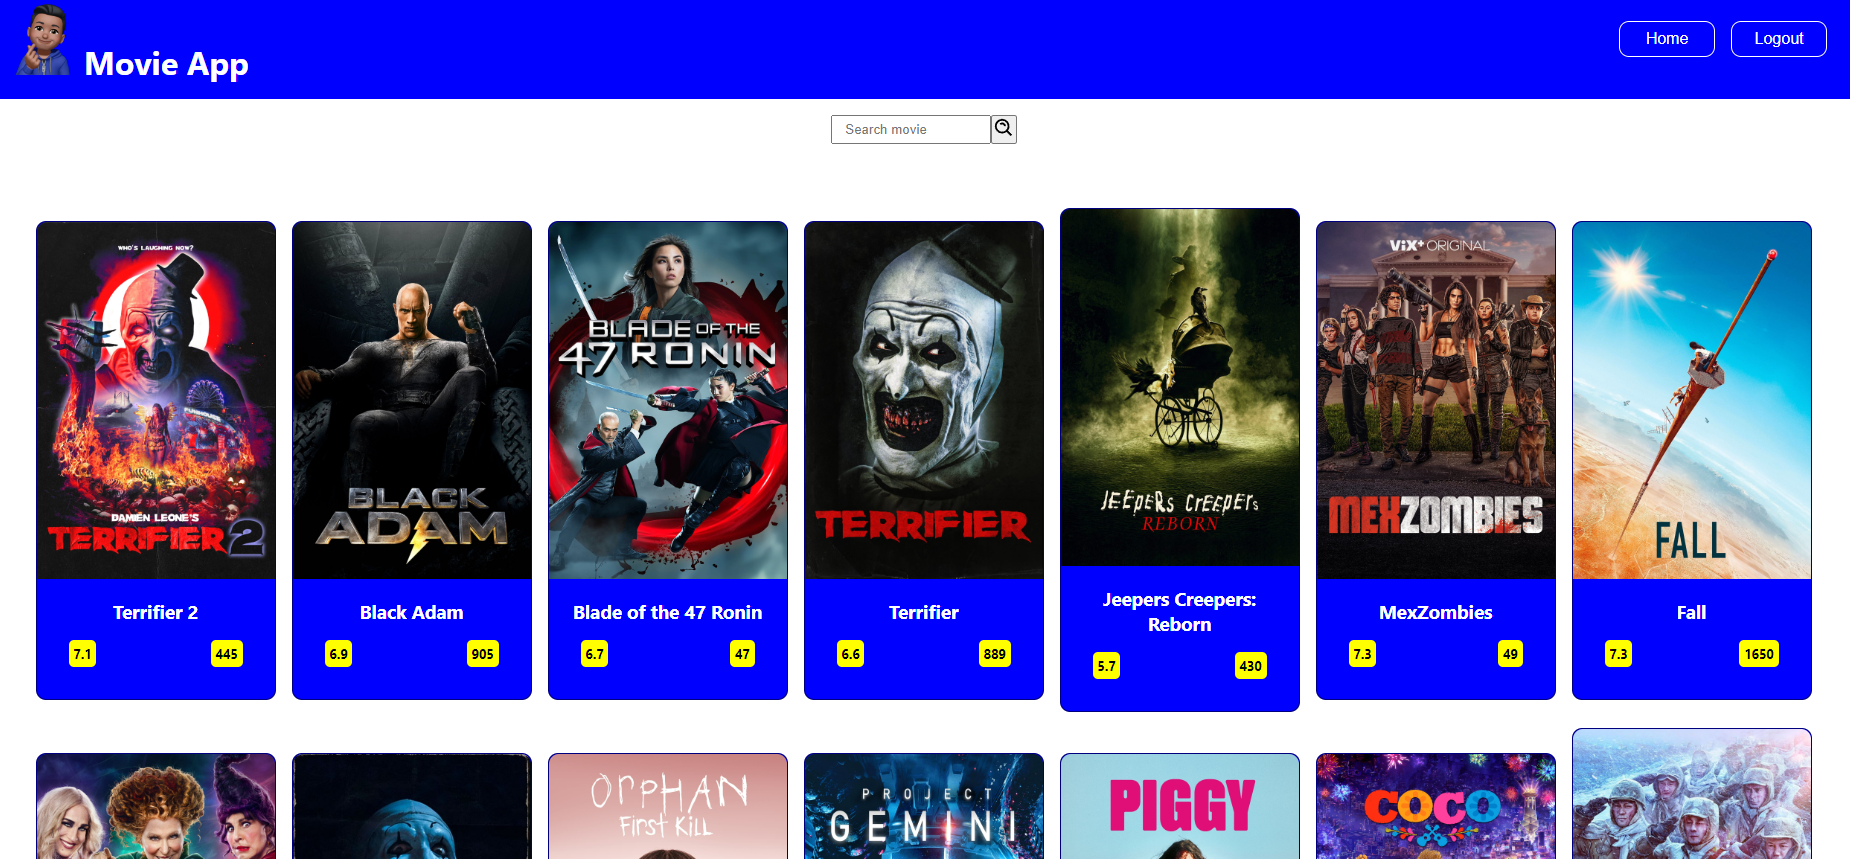 Movie App
Home
Logout
Search movie
WHO'S LAUGHING NOW?
DAMIEN LEONE'S
TERRIFIER 2
Terrifier 2
7.1 445
BLACK
ADAM
Black Adam
6.9 905
BLADE OF THE
47 RONIN
Blade of the 47 Ronin
6.7 47
TERRIFIER
Terrifier
6.6 889
JEEPERS CREEPERS
REBORN
Jeepers Creepers:
Reborn
5.7 430
ViX+ ORIGINAL
MEXZOMBIES
MexZombies
7.3 49
FALL
Fall
7.3 1650
ORPHAN
FIRST KILL
PROJECT
GEMINI
PIGGY
COCO